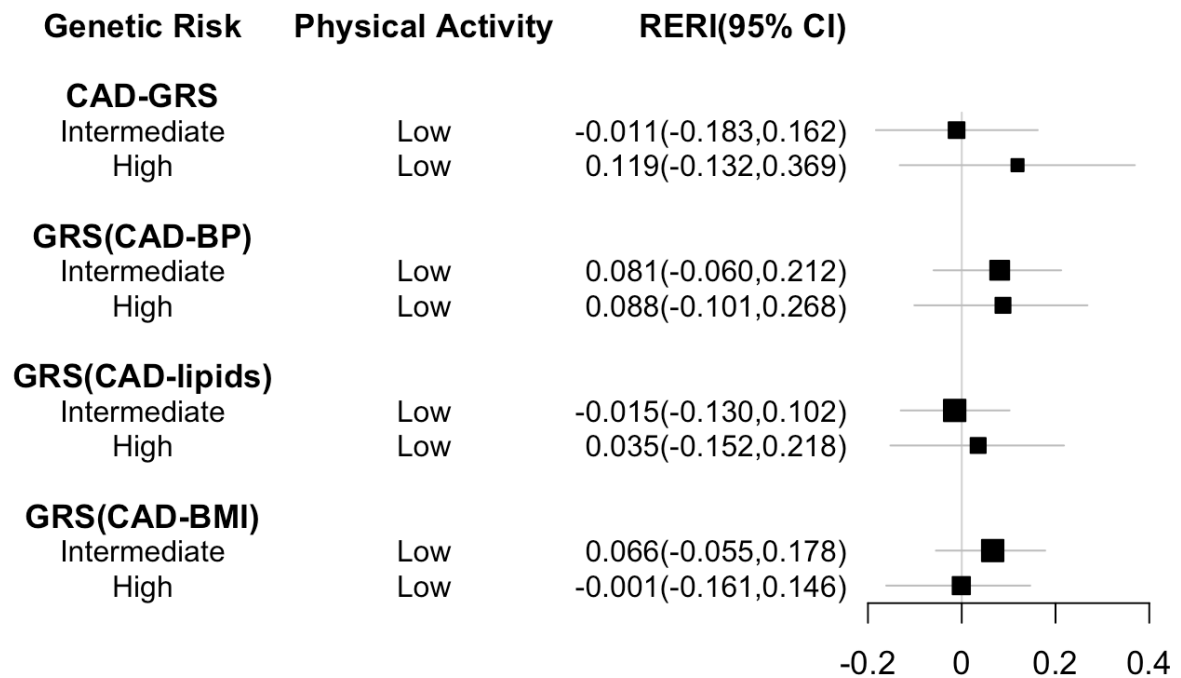 Genetic Risk Physical Activity RERI(95% CI)
CAD-GRS
Intermediate Low -0.011(-0.183,0.162)
High Low 0.119(-0.132,0.369)
GRS(CAD-BP)
Intermediate Low 0.081(-0.060,0.212)
High Low 0.088(-0.101,0.268)
GRS(CAD-lipids)
Intermediate Low -0.015(-0.130,0.102)
High Low 0.035(-0.152,0.218)
GRS(CAD-BMI)
Intermediate Low 0.066(-0.055,0.178)
High Low -0.001(-0.161,0.146)
-0.2 0 0.2 0.4